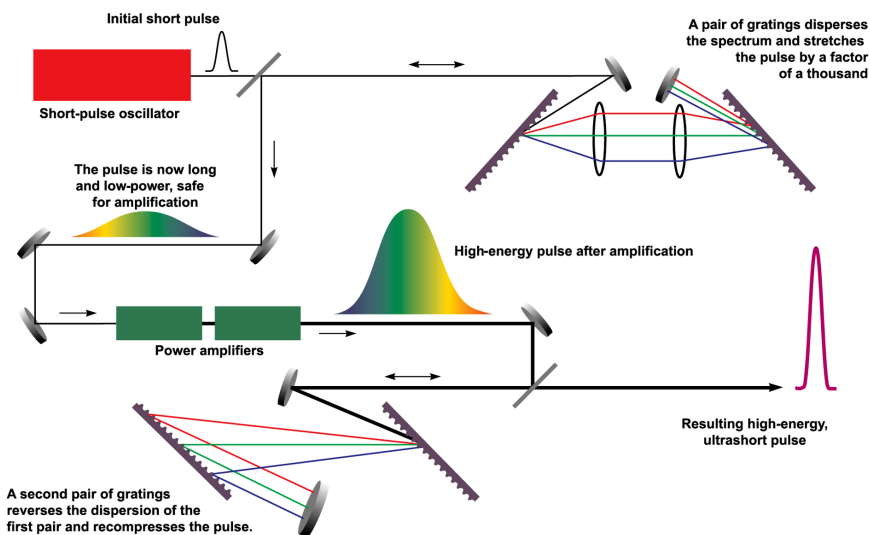 Initial short pulse
Short-pulse oscillator
A pair of gratings disperses
the spectrum and stretches
the pulse by a factor
of a thousand
The pulse is now long
and low-power, safe
for amplification
High-energy pulse after amplification
Power amplifiers
Resulting high-energy,
ultrashort pulse
A second pair of gratings
reverses the dispersion of the
first pair and recompresses the pulse.